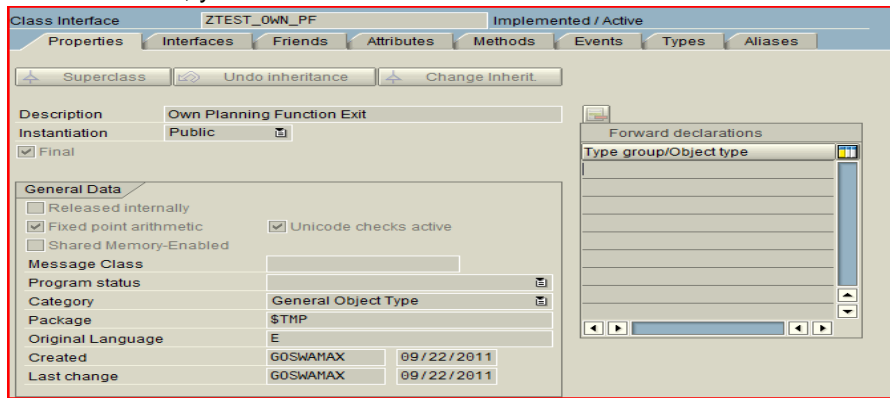 Class Interface ZTEST_OWN_PF Implemented / Active
Properties Interfaces Friends Attributes Methods Events Types Aliases
Superclass Undo inheritance Change Inherit.
Description Own Planning Function Exit
Instantiation Public
Final
Forward declarations
Type group/Object type
General Data
Released internally
Fixed point arithmetic Unicode checks active
Shared Memory-Enabled
Message Class
Program status
Category General Object Type
Package $TMP
Original Language E
Created GOSWAMAX 09/22/2011
Last change GOSWAMAX 09/22/2011